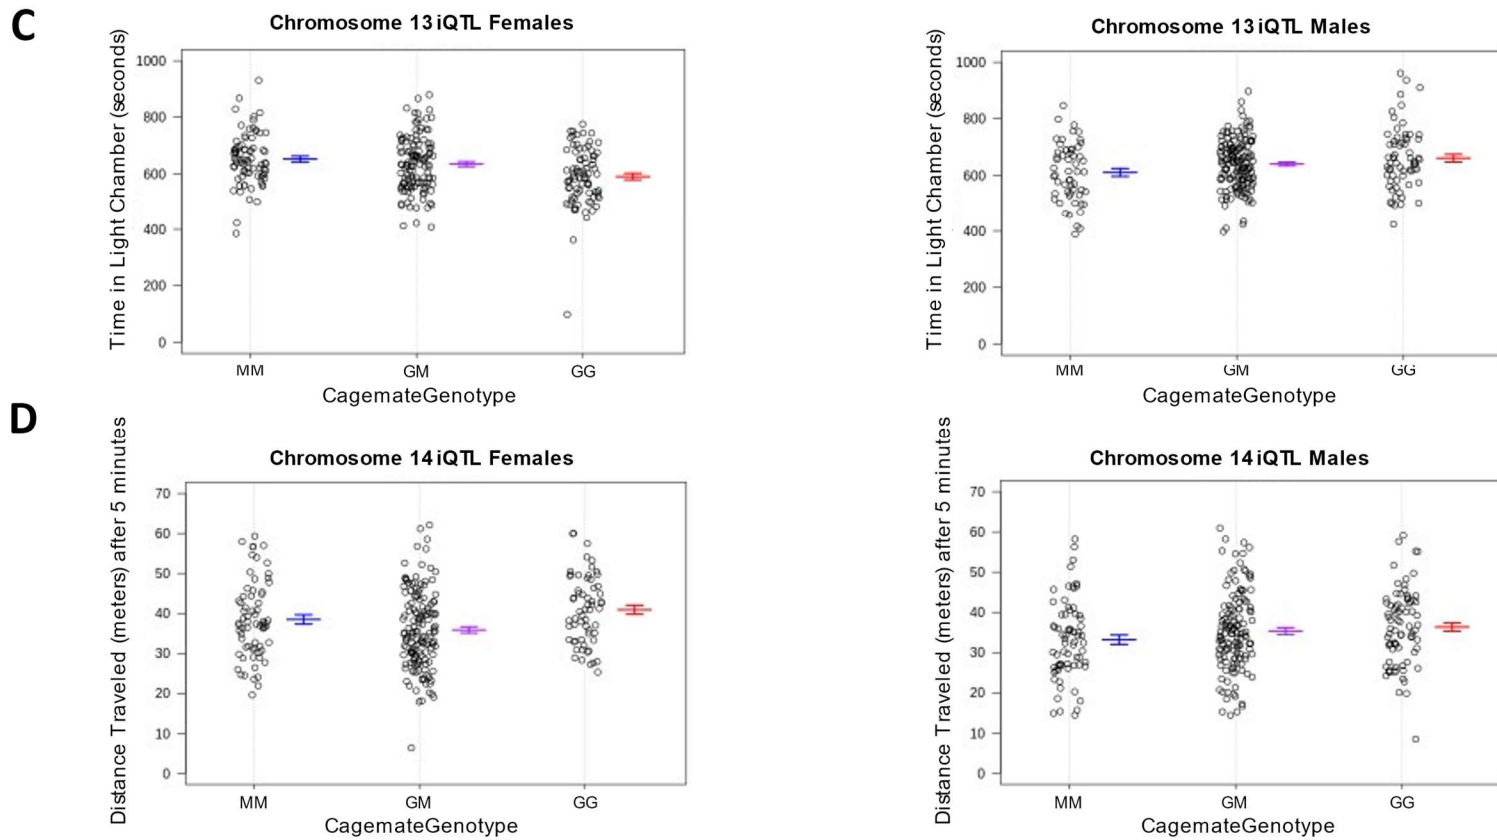 C
Chromosome 13 iQTL Females
Time in Light Chamber (seconds)
1000
800
600
400
200
0
MM GM GG
CagemateGenotype
Chromosome 13 iQTL Males
Time in Light Chamber (seconds)
1000
800
600
400
200
0
MM GM GG
CagemateGenotype
D
Chromosome 14 iQTL Females
Distance Traveled (meters) after 5 minutes
70
60
50
40
30
20
10
0
MM GM GG
CagemateGenotype
Chromosome 14 iQTL Males
Distance Traveled (meters) after 5 minutes
70
60
50
40
30
20
10
0
MM GM GG
CagemateGenotype